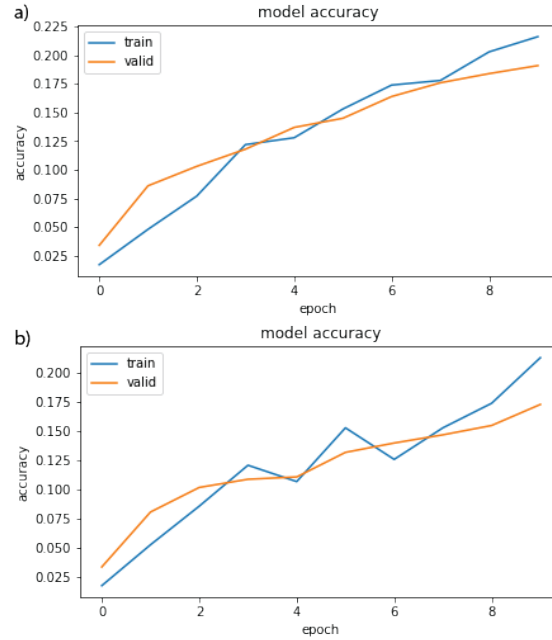 a)
model accuracy
train
valid
0.225
0.200
0.175
0.150
0.125
0.100
0.075
0.050
0.025
accuracy
0 2 4 6 8
epoch
b)
model accuracy
train
valid
0.200
0.175
0.150
0.125
0.100
0.075
0.050
0.025
accuracy
0 2 4 6 8
epoch